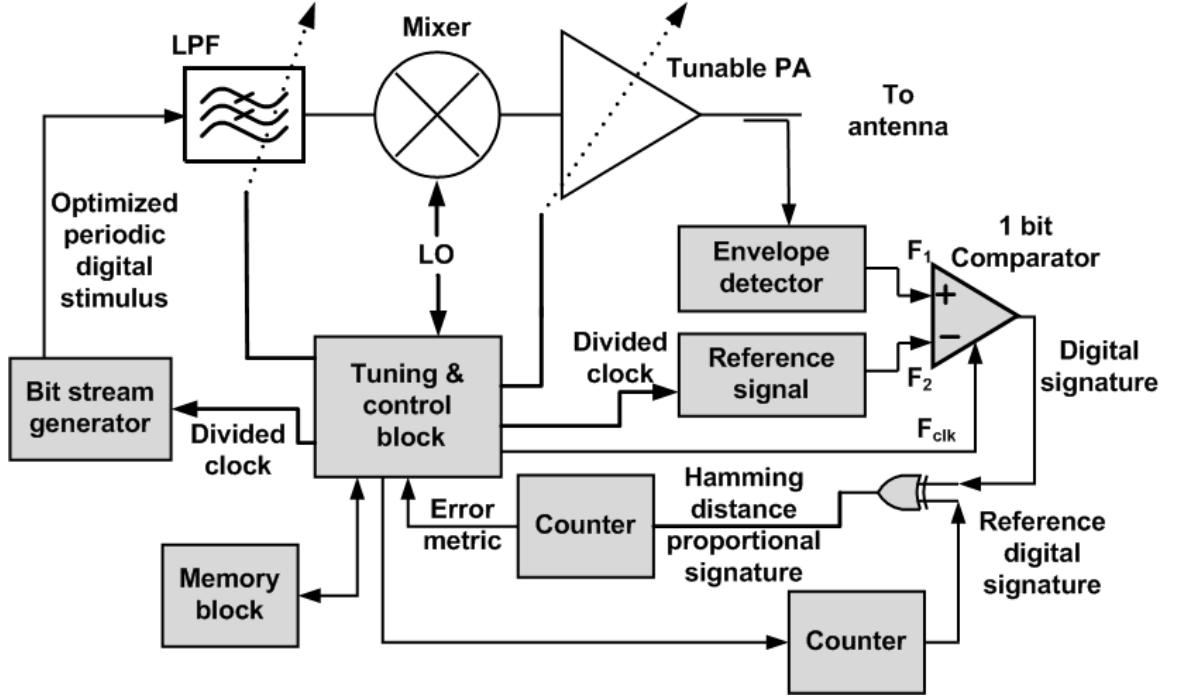 LPF
Mixer
Tunable PA
To
antenna
Optimized
periodic
digital
stimulus
LO
Envelope
detector
F1
1 bit
Comparator
+
−
F2
Divided
clock
Reference
signal
Digital
signature
Bit stream
generator
Divided
clock
Tuning &
control
block
Fclk
Error
metric
Counter
Hamming
distance
proportional
signature
Reference
digital
signature
Memory
block
Counter